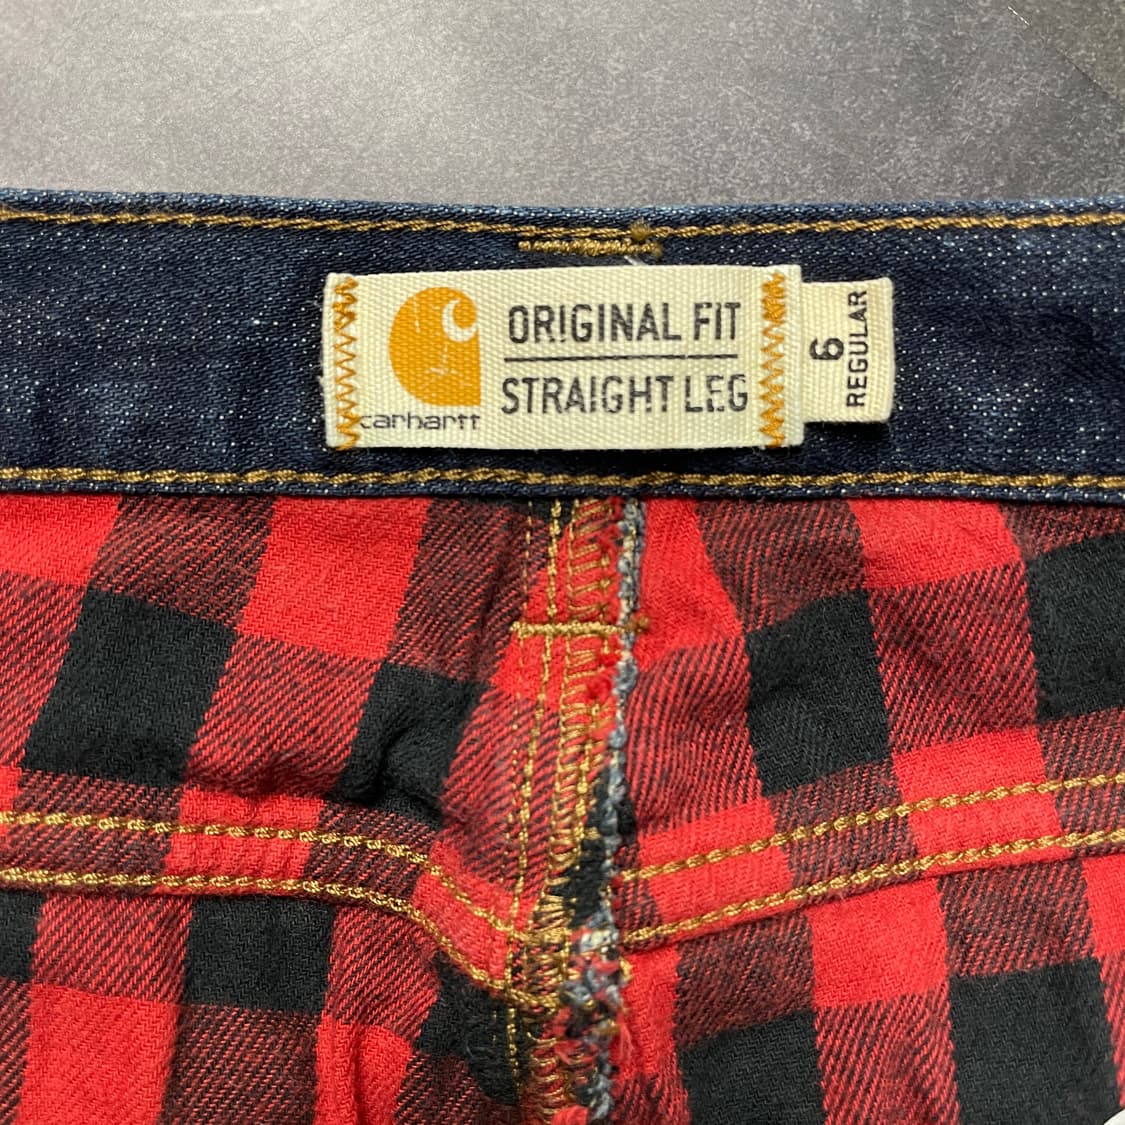 ORIGINAL FIT
STRAIGHT LEG
carhartt
6
REGULAR